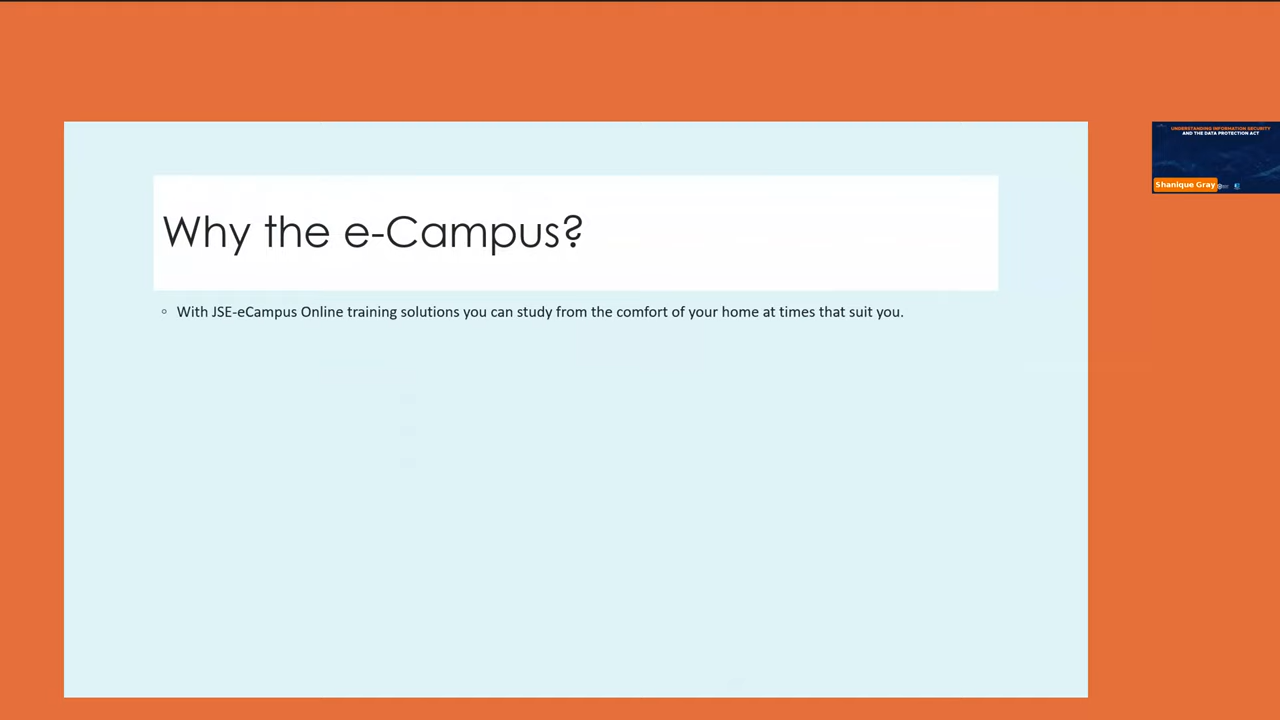 Why the e-Campus?
With JSE-eCampus Online training solutions you can study from the comfort of your home at times that suit you.
UNDERSTANDING INFORMATION SECURITY
AND THE DATA PROTECTION ACT
Shanique Gray